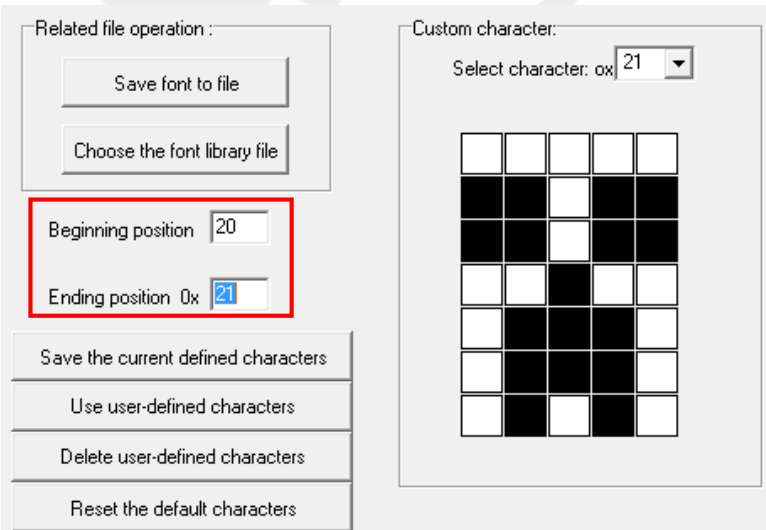 Related file operation :
Save font to file
Choose the font library file
Beginning position 20
Ending position 0x 21
Save the current defined characters
Use user-defined characters
Delete user-defined characters
Reset the default characters
Custom character:
Select character: ox 21